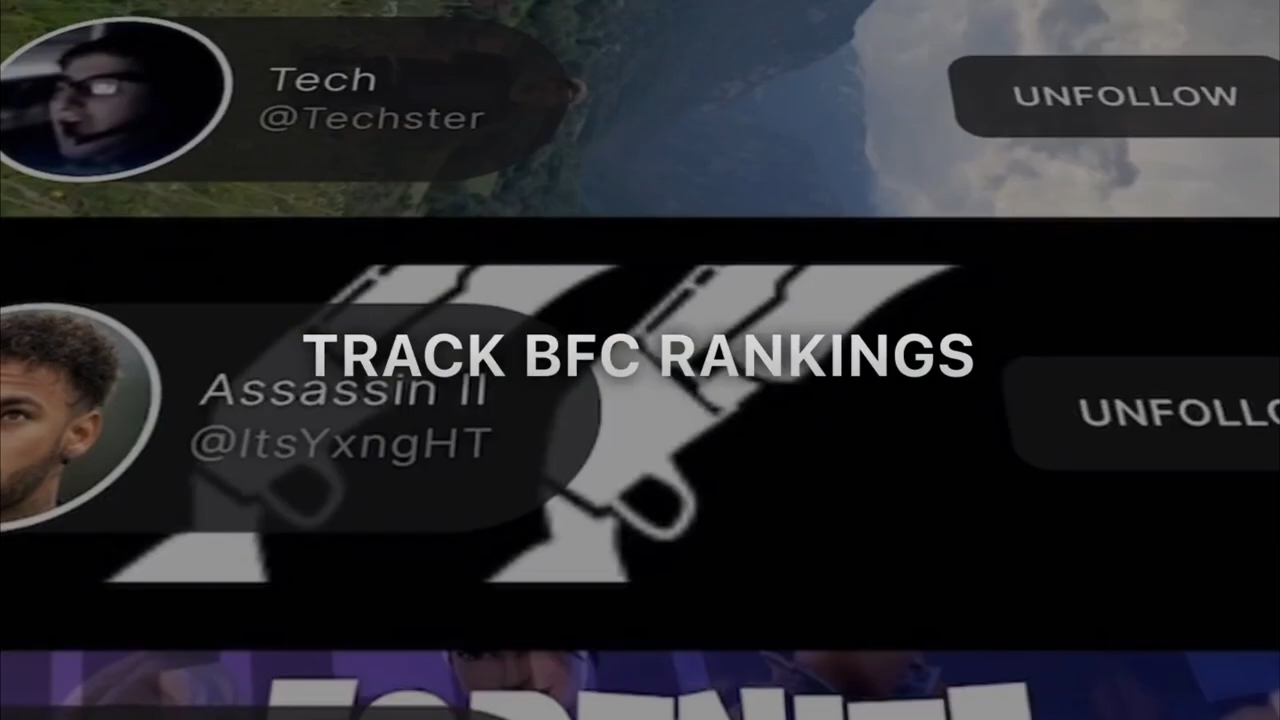 Tech
@Techster
UNFOLLOW
TRACK BFC RANKINGS
Assassin II
@ItsYxngHT
UNFOLLO